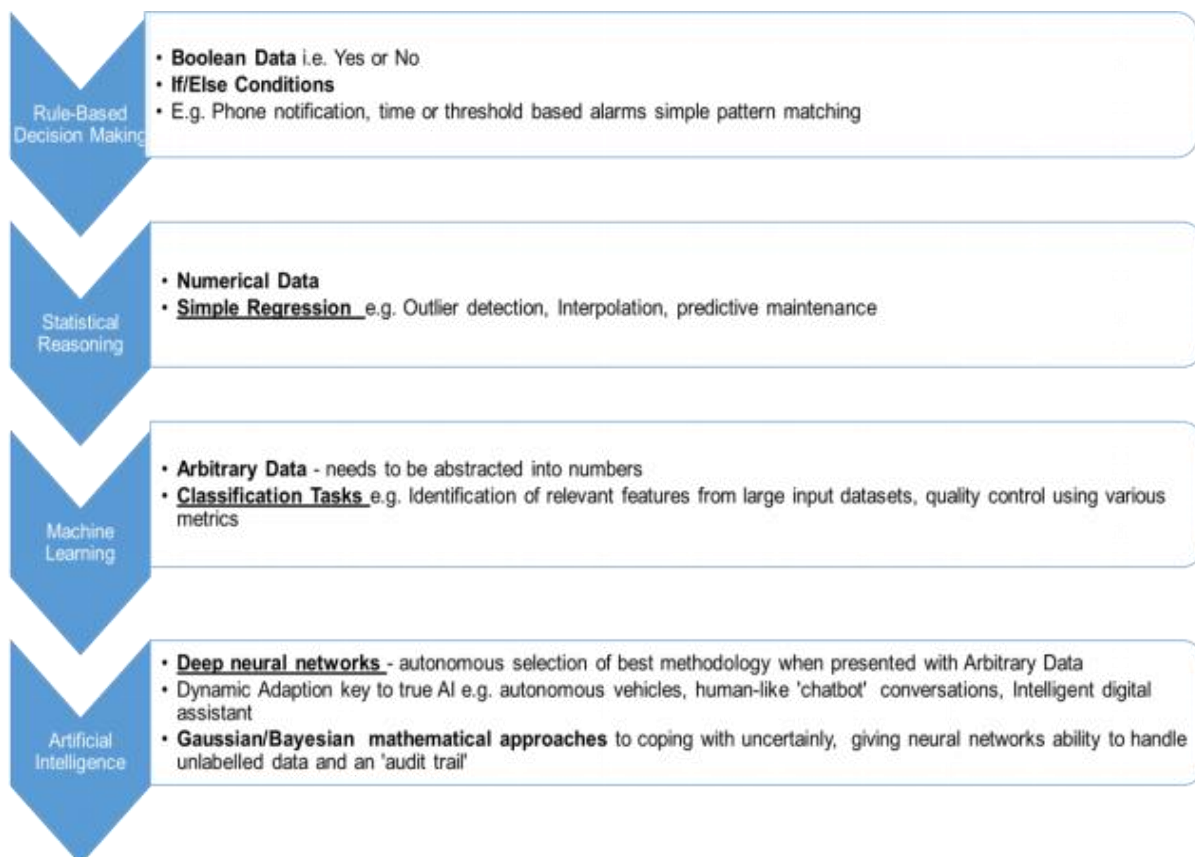 Rule-Based
Decision Making
• Boolean Data i.e. Yes or No
• If/Else Conditions
• E.g. Phone notification, time or threshold based alarms simple pattern matching
Statistical
Reasoning
• Numerical Data
• Simple Regression e.g. Outlier detection, Interpolation, predictive maintenance
Machine
Learning
• Arbitrary Data - needs to be abstracted into numbers
• Classification Tasks e.g. Identification of relevant features from large input datasets, quality control using various
metrics
Artificial
Intelligence
• Deep neural networks - autonomous selection of best methodology when presented with Arbitrary Data
• Dynamic Adaption key to true AI e.g. autonomous vehicles, human-like 'chatbot' conversations, Intelligent digital
assistant
• Gaussian/Bayesian mathematical approaches to coping with uncertainly, giving neural networks ability to handle
unlabelled data and an 'audit trail'